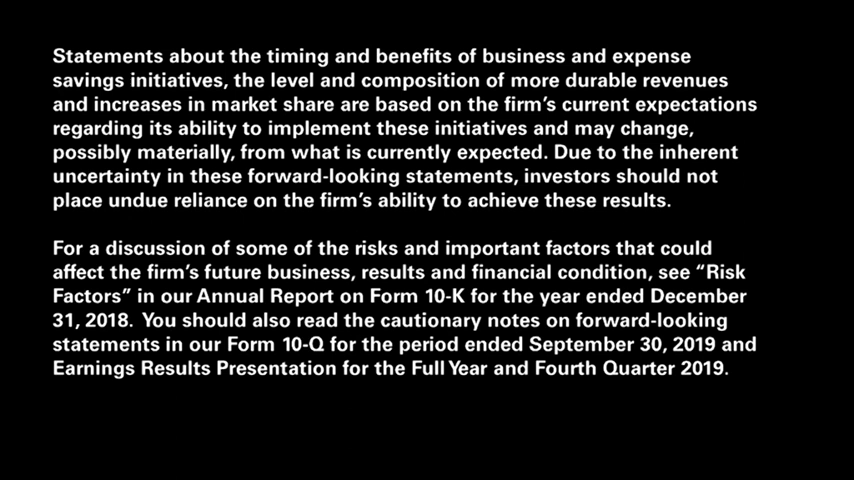 Statements about the timing and benefits of business and expense
savings initiatives, the level and composition of more durable revenues
and increases in market share are based on the firm’s current expectations
regarding its ability to implement these initiatives and may change,
possibly materially, from what is currently expected. Due to the inherent
uncertainty in these forward-looking statements, investors should not
place undue reliance on the firm’s ability to achieve these results.
For a discussion of some of the risks and important factors that could
affect the firm’s future business, results and financial condition, see “Risk
Factors” in our Annual Report on Form 10-K for the year ended December
31, 2018. You should also read the cautionary notes on forward-looking
statements in our Form 10-Q for the period ended September 30, 2019 and
Earnings Results Presentation for the Full Year and Fourth Quarter 2019.